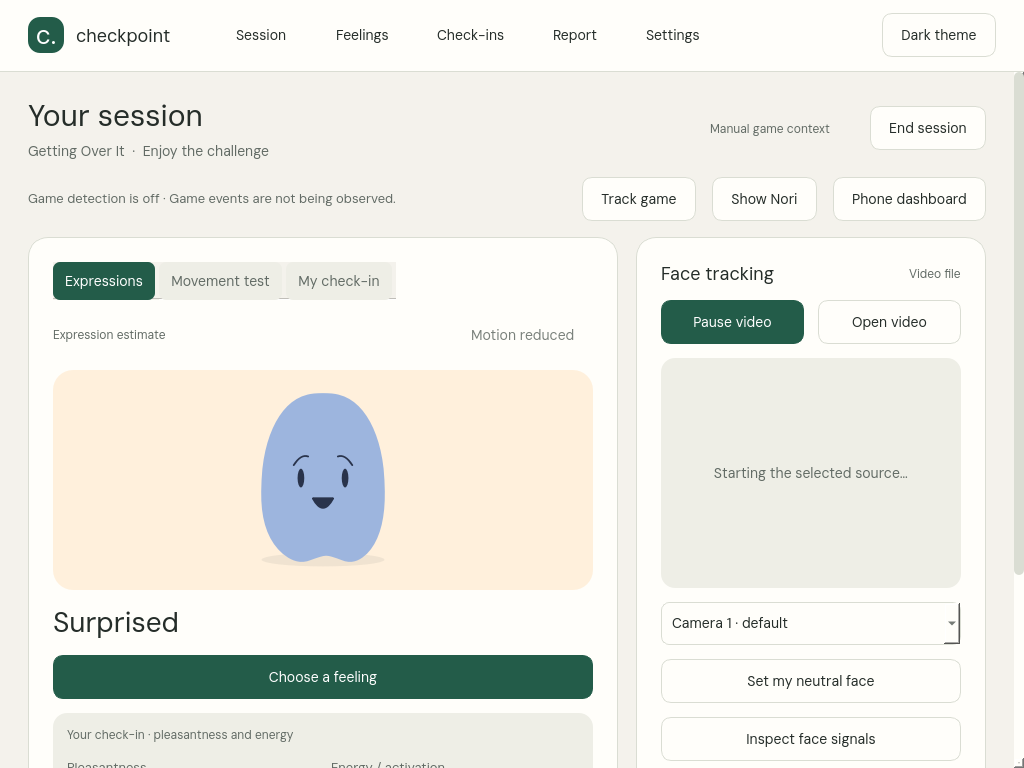 C. checkpoint Session Feelings Check-ins Report Settings Dark theme
Your session
Getting Over It · Enjoy the challenge
Manual game context End session
Game detection is off · Game events are not being observed.
Track game Show Nori Phone dashboard
Expressions Movement test My check-in
Expression estimate Motion reduced
Surprised
Choose a feeling
Your check-in · pleasantness and energy
Pleasantness Energy / activation
Face tracking Video file
Pause video Open video
Starting the selected source…
Camera 1 · default
Set my neutral face
Inspect face signals